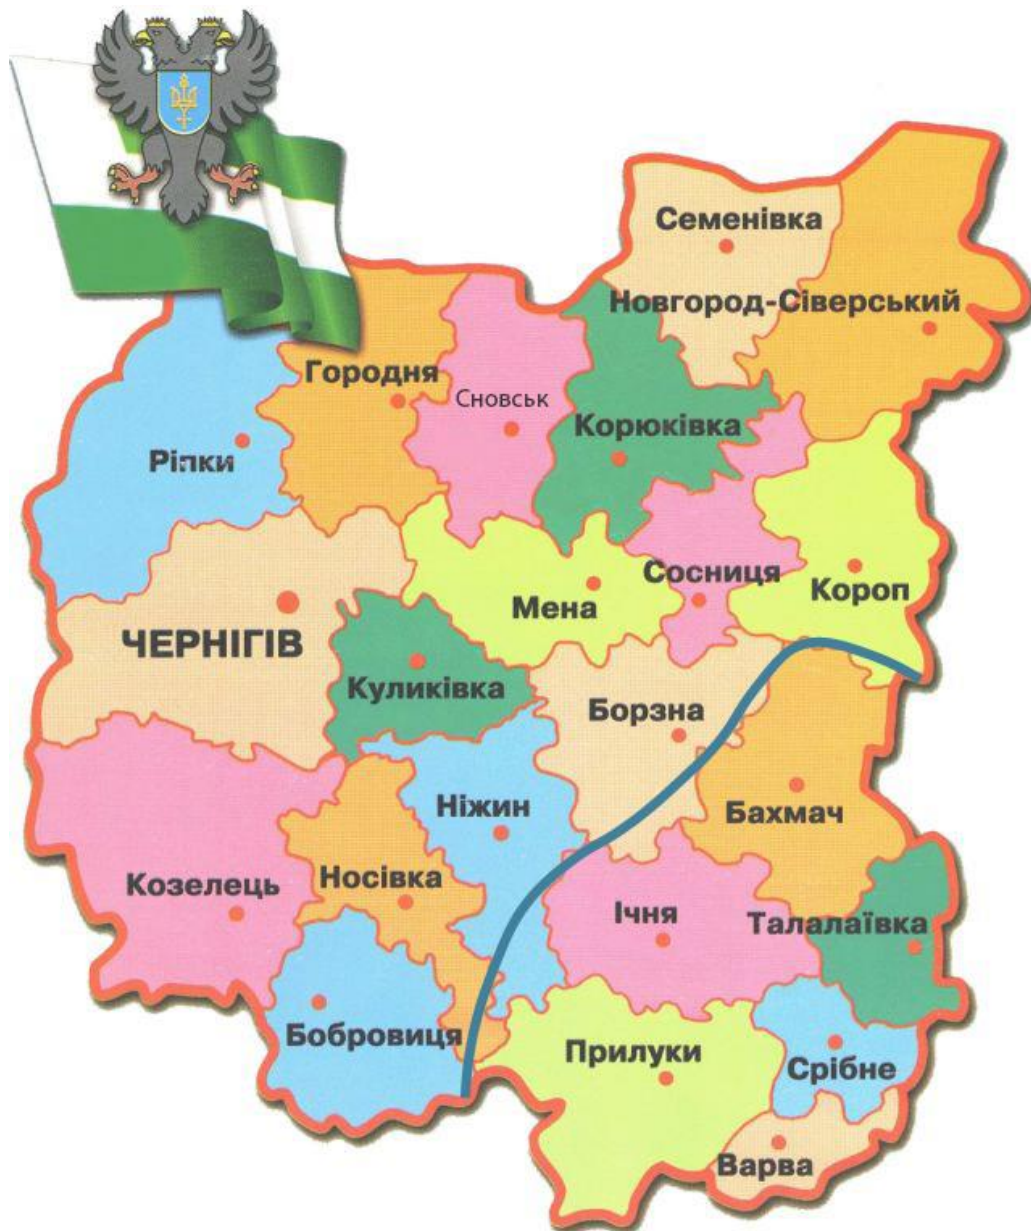 Семенівка
Новгород-Сіверський
Городня
Сновськ
Корюківка
Ріпки
Сосниця
Короп
Мена
ЧЕРНІГІВ
Куликівка
Борзна
Ніжин
Бахмач
Козелець
Носівка
Ічня
Талалаївка
Бобровиця
Прилуки
Срібне
Варва